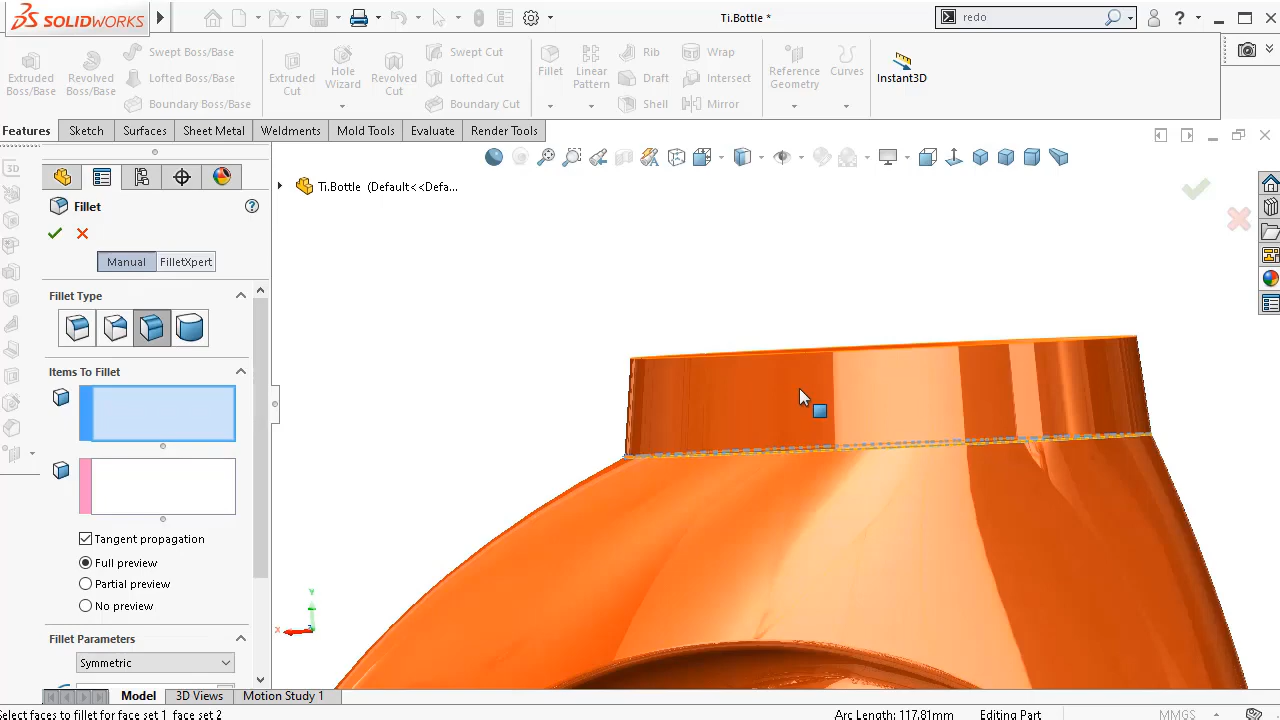 DS SOLIDWORKS
Ti.Bottle *
redo
?
Extruded Boss/Base
Revolved Boss/Base
Swept Boss/Base
Lofted Boss/Base
Boundary Boss/Base
Extruded Cut
Hole Wizard
Revolved Cut
Swept Cut
Lofted Cut
Boundary Cut
Fillet
Linear Pattern
Rib
Draft
Shell
Wrap
Intersect
Mirror
Reference Geometry
Curves
Instant3D
Features
Sketch
Surfaces
Sheet Metal
Weldments
Mold Tools
Evaluate
Render Tools
3D
Ti.Bottle (Default<<Defa...
Fillet
?
Manual
FilletXpert
Fillet Type
Items To Fillet
Tangent propagation
Full preview
Partial preview
No preview
Fillet Parameters
Symmetric
Y
X
Model
3D Views
Motion Study 1
Select faces to fillet for face set 1 face set 2
Arc Length: 117.81mm
Editing Part
MMGS